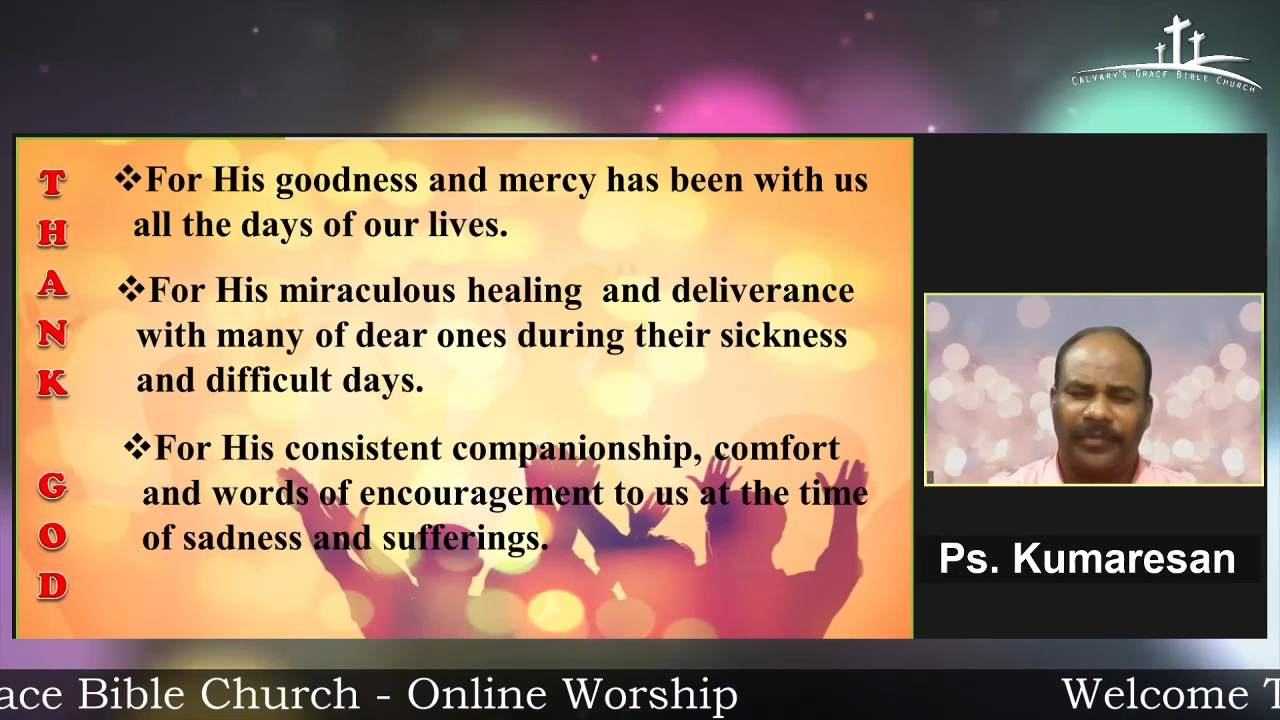 CALVARY'S GRACE BIBLE CHURCH
THANK
GOD
❖For His goodness and mercy has been with us
all the days of our lives.
❖For His miraculous healing and deliverance
with many of dear ones during their sickness
and difficult days.
❖For His consistent companionship, comfort
and words of encouragement to us at the time
of sadness and sufferings.
Ps. Kumaresan
ace Bible Church - Online Worship Welcome T